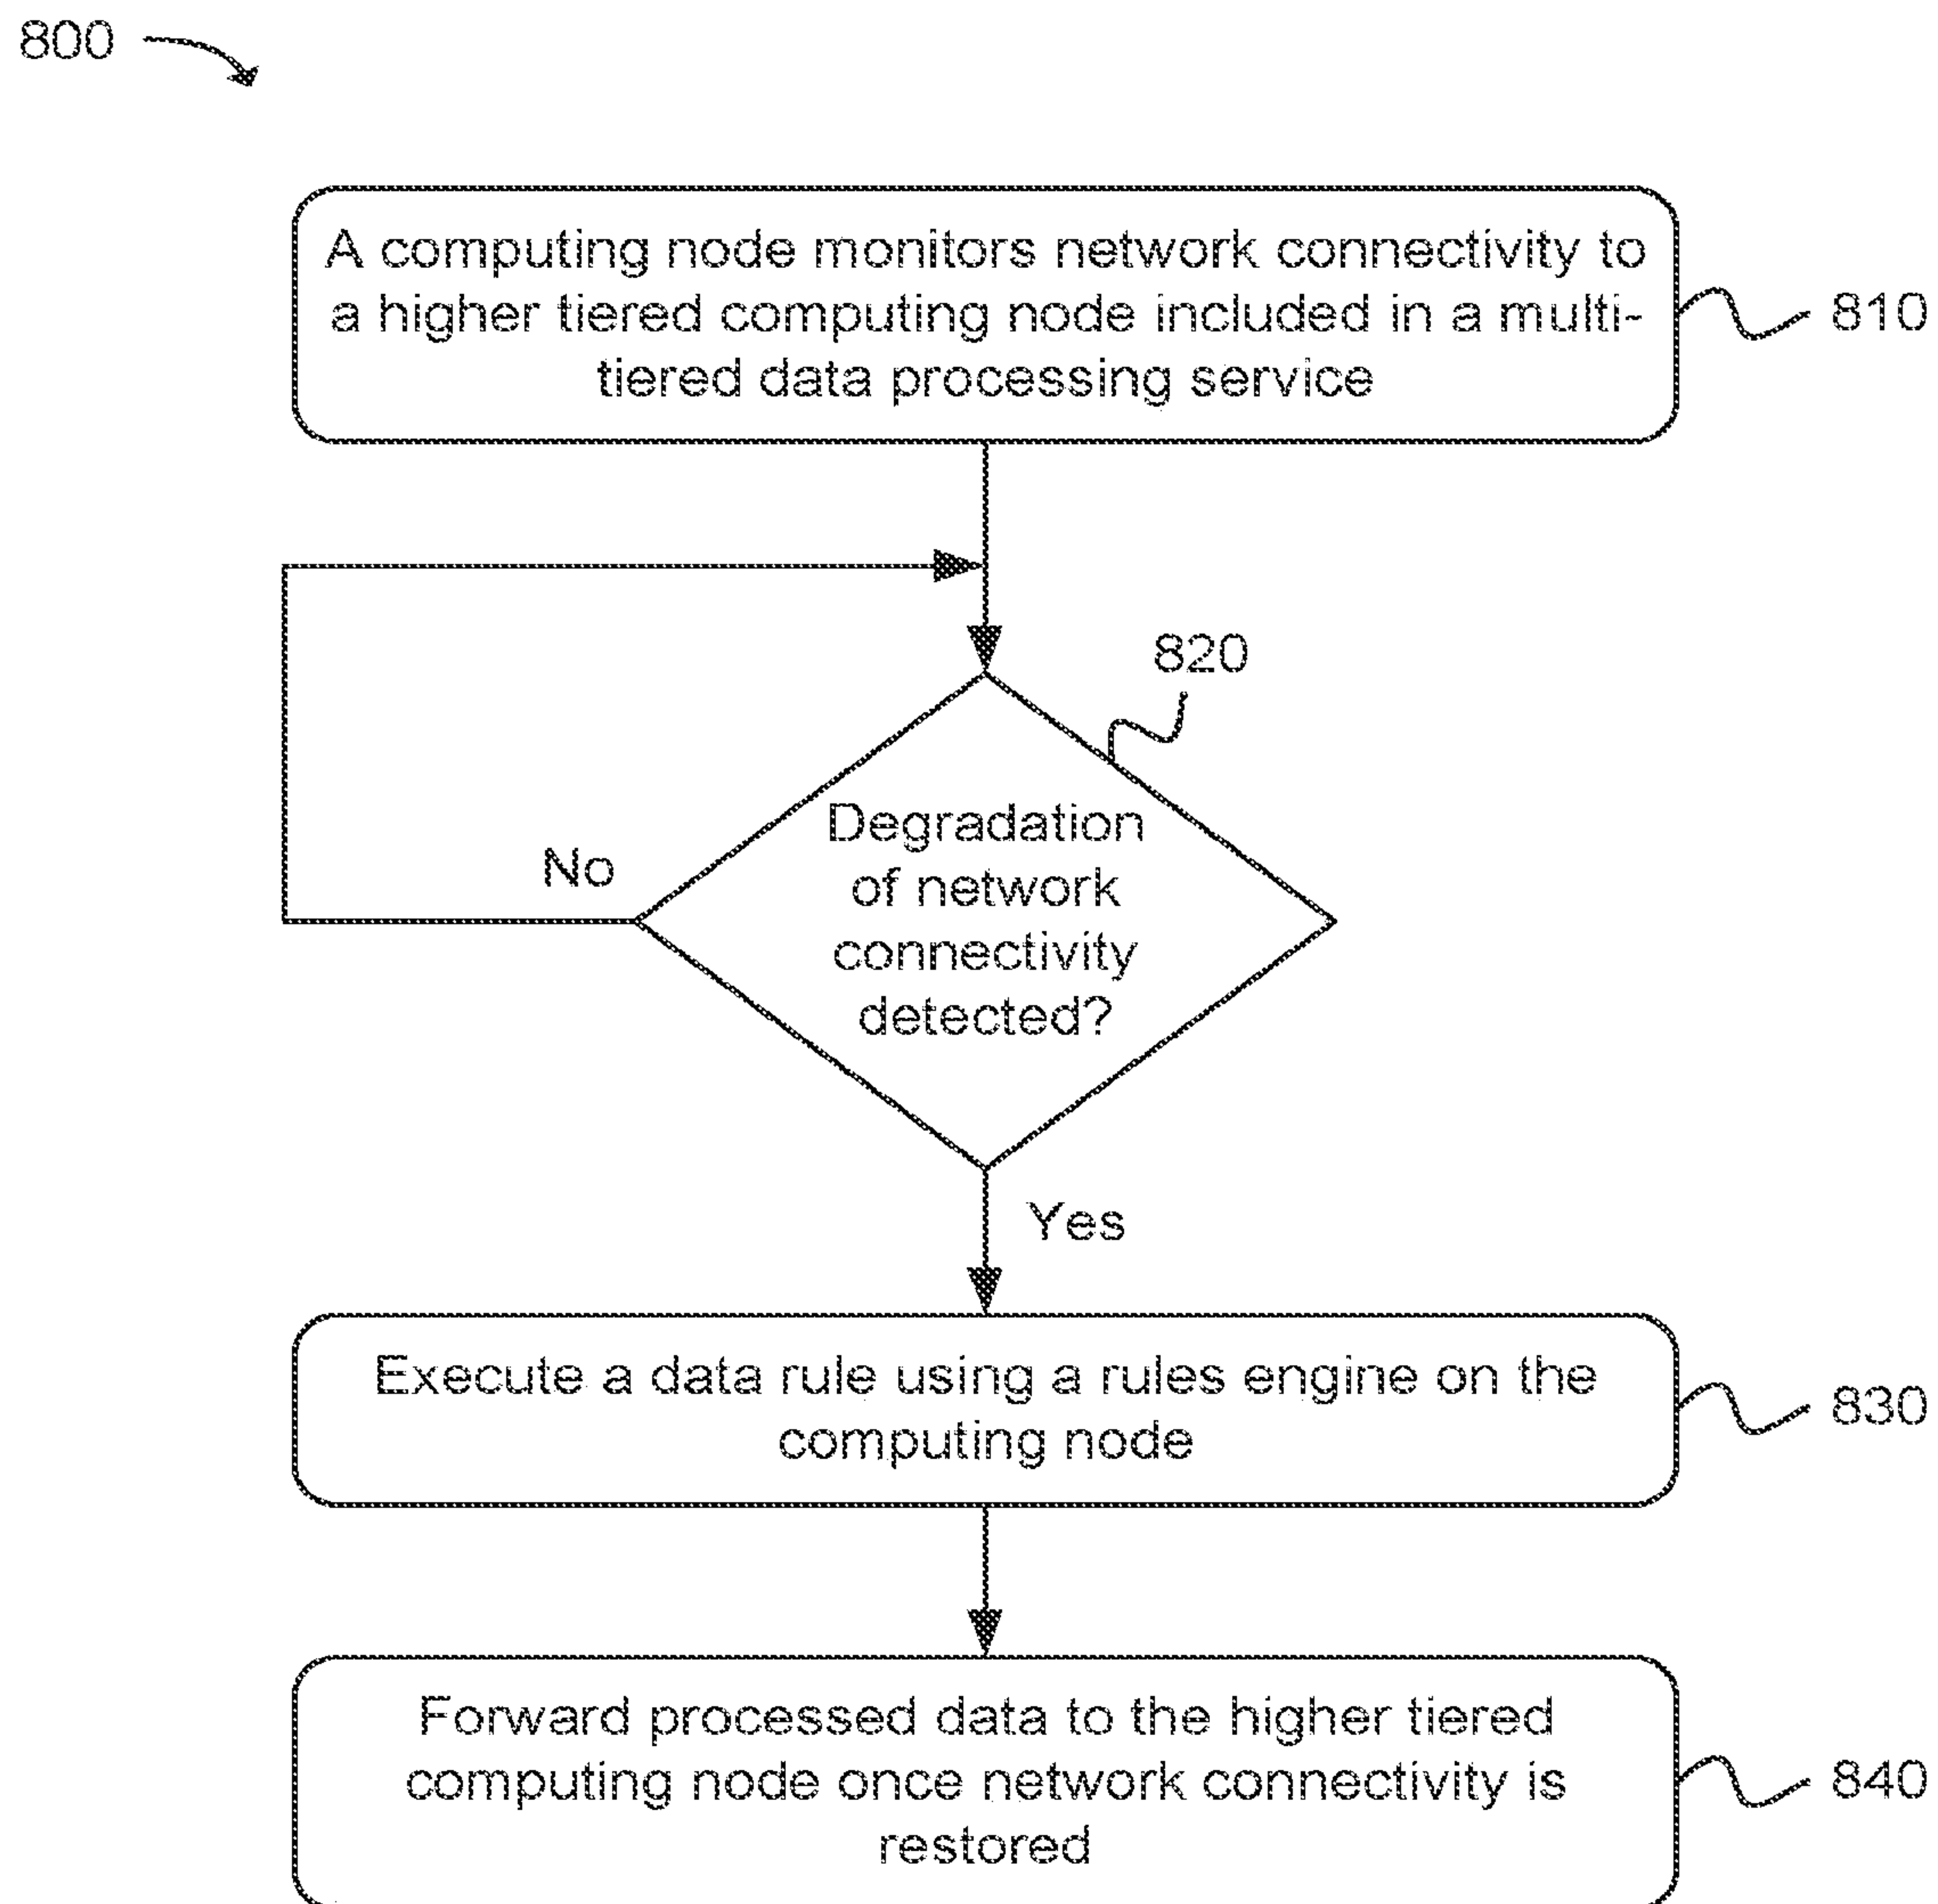 800
A computing node monitors network connectivity to
a higher tiered computing node included in a multi-
tiered data processing service
810
820
Degradation
of network
connectivity
detected?
No
Yes
Execute a data rule using a rules engine on the
computing node
830
Forward processed data to the higher tiered
computing node once network connectivity is
restored
840